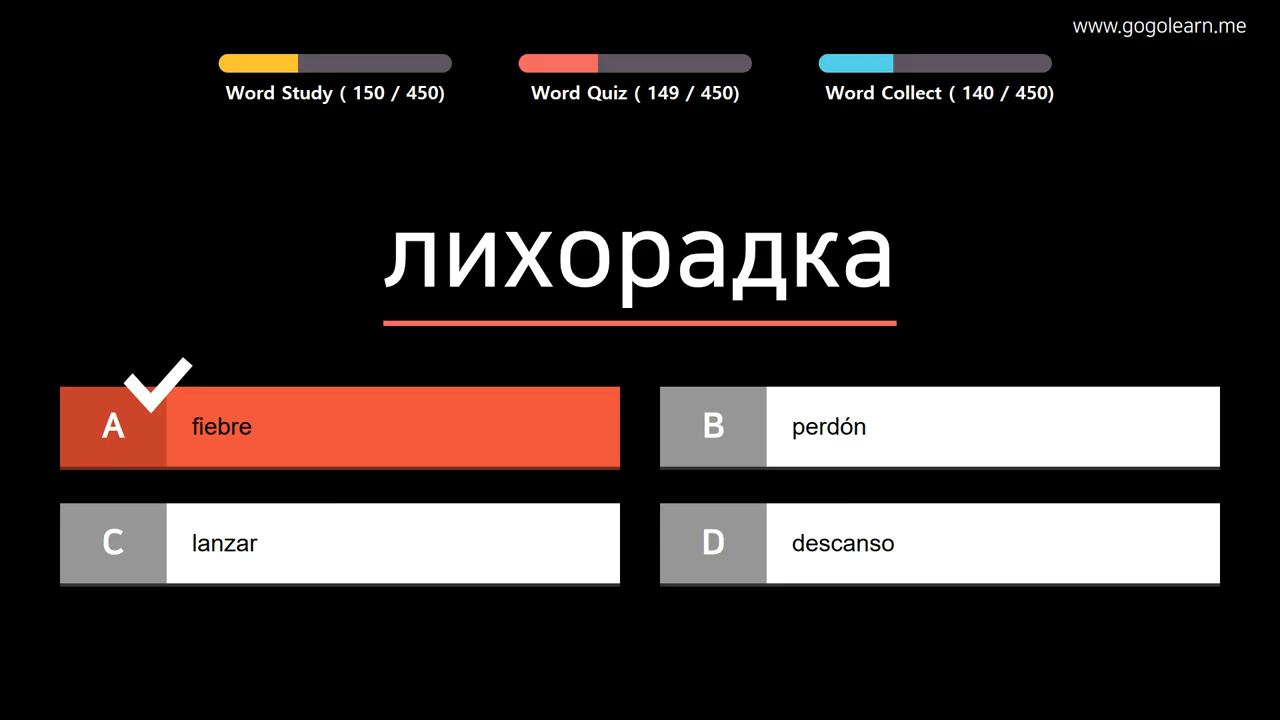 www.gogolearn.me
Word Study ( 150 / 450)
Word Quiz ( 149 / 450)
Word Collect ( 140 / 450)
лихорадка
A fiebre
B perdón
C lanzar
D descanso